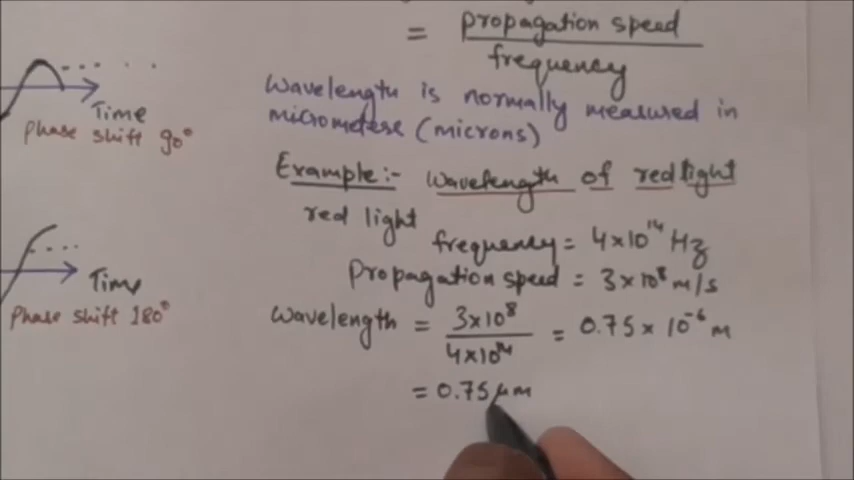 = propagation speed
frequency
Wavelength is normally measured in
micrometese (microns)
Example:- Wavelength of red light
red light
frequency = 4×10¹⁴ Hz
Propagation speed = 3×10⁸ m/s
Wavelength = 3×10⁸ / 4×10¹⁴ = 0.75 × 10⁻⁶ m
= 0.75 μm
Time
Phase shift 90°
Time
Phase shift 180°